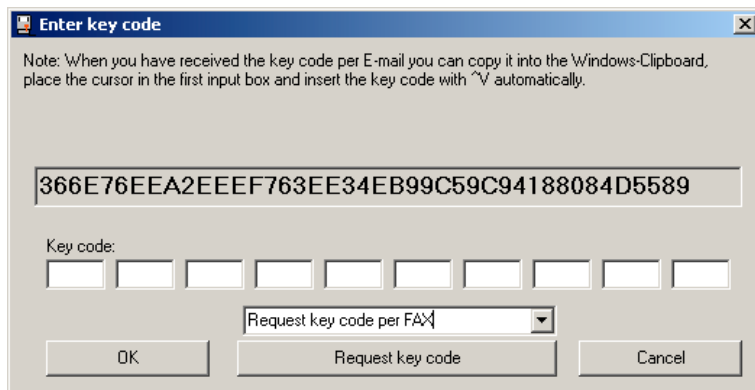 Enter key code
Note: When you have received the key code per E-mail you can copy it into the Windows-Clipboard,
place the cursor in the first input box and insert the key code with ^V automatically.
366E76EEA2EEEF763EE34EB99C59C94188084D5589
Key code:
Request key code per FAX
OK Request key code Cancel